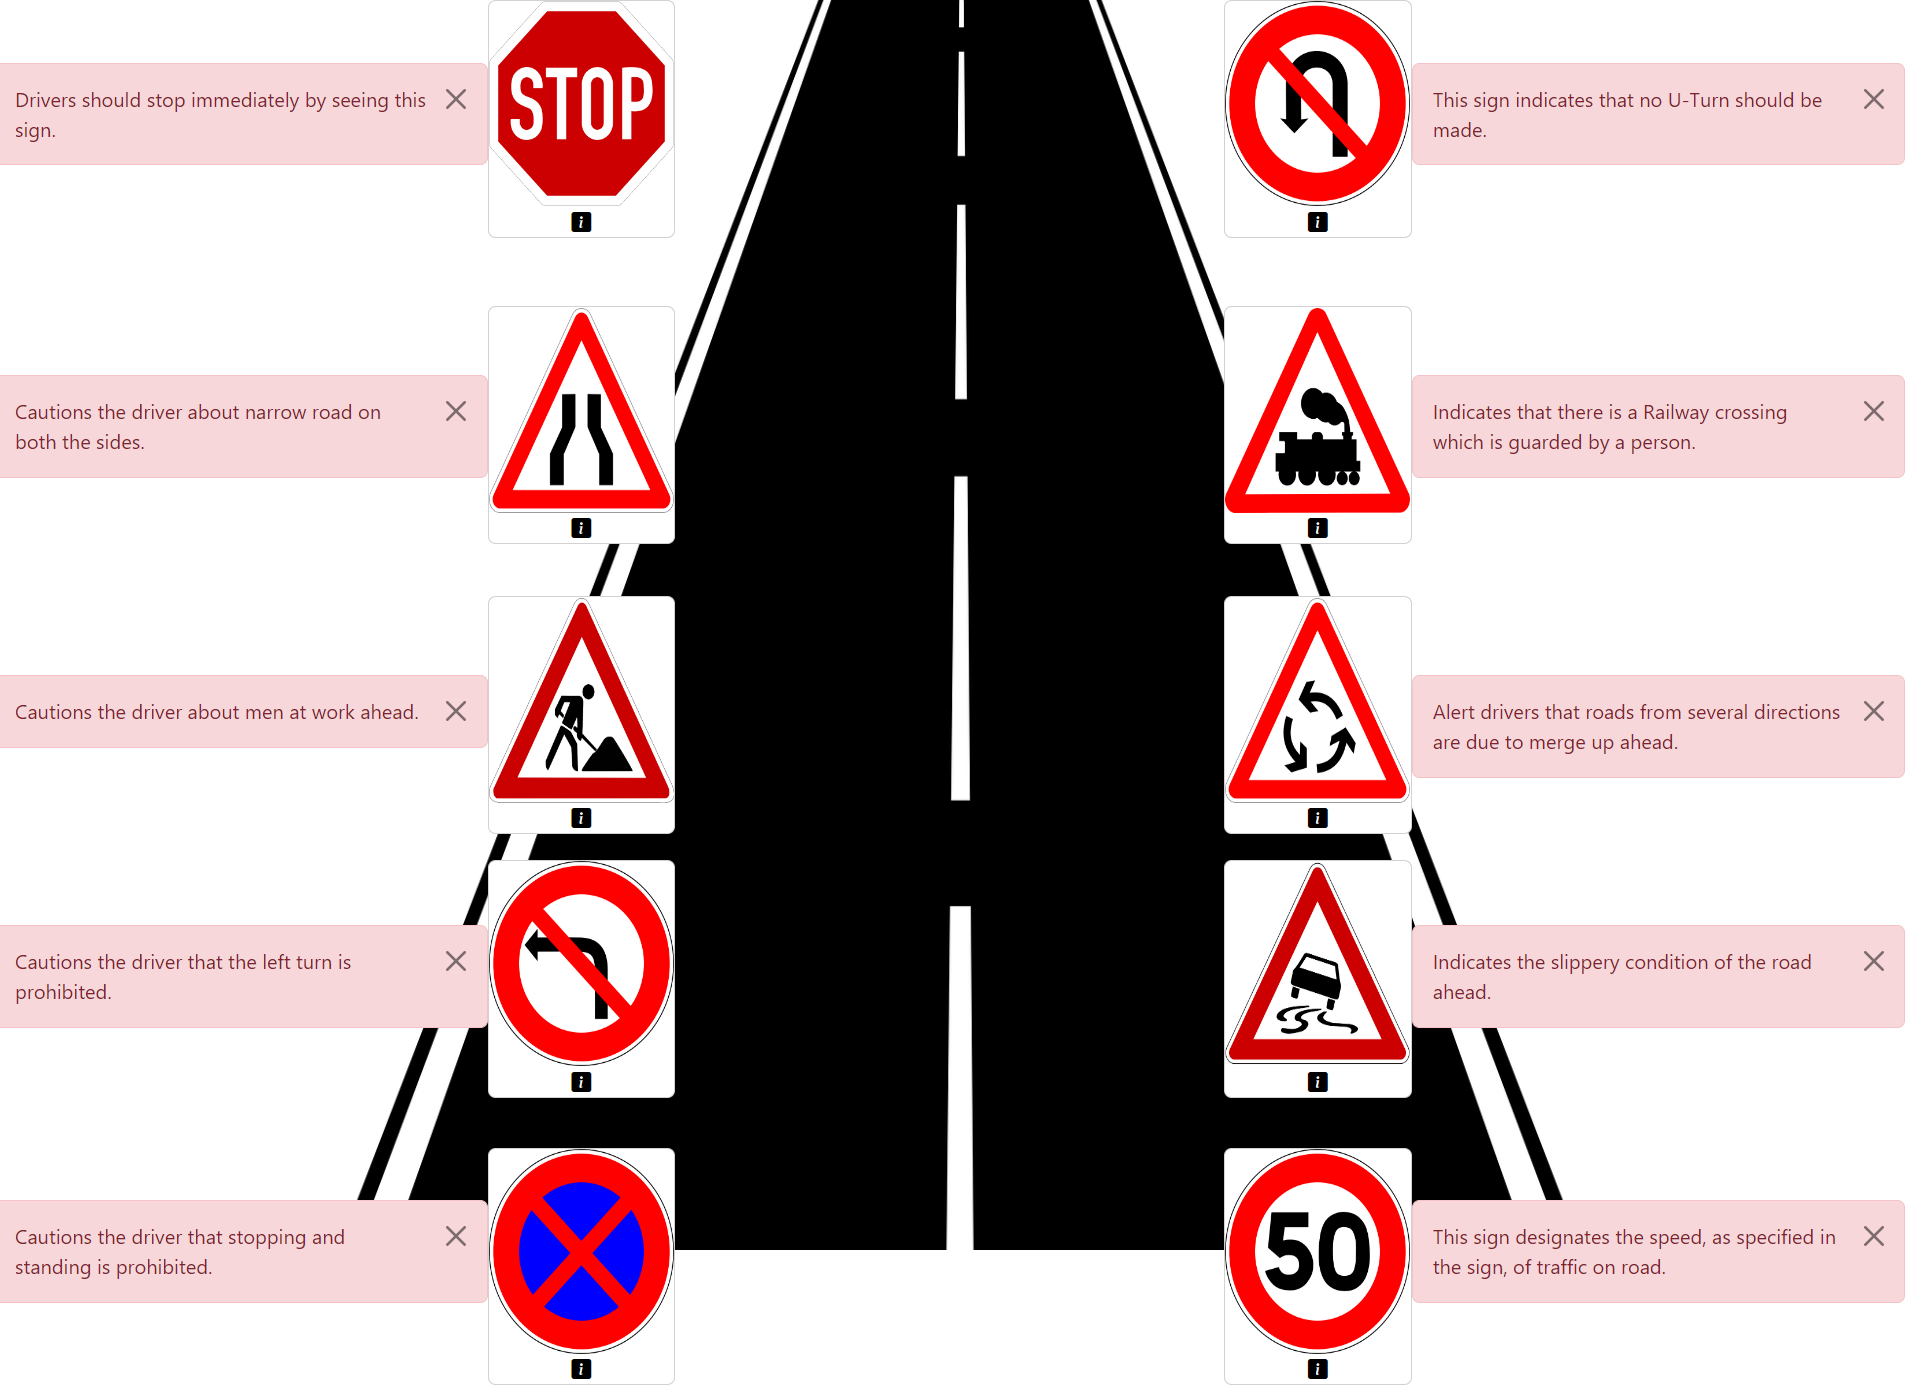 STOP
Drivers should stop immediately by seeing this
sign.
i
This sign indicates that no U-Turn should be
made.
i
Cautions the driver about narrow road on
both the sides.
i
Indicates that there is a Railway crossing
which is guarded by a person.
i
Cautions the driver about men at work ahead.
i
Alert drivers that roads from several directions
are due to merge up ahead.
i
Cautions the driver that the left turn is
prohibited.
i
Indicates the slippery condition of the road
ahead.
i
Cautions the driver that stopping and
standing is prohibited.
i
50
This sign designates the speed, as specified in
the sign, of traffic on road.
i